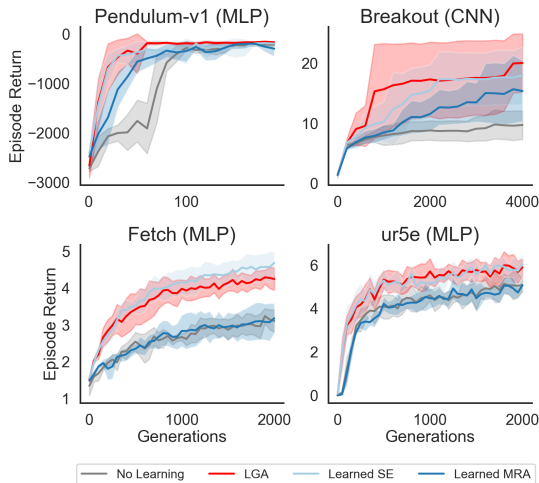 Pendulum-v1 (MLP)
Breakout (CNN)
Episode Return
0
−1000
−2000
−3000
0
100
20
10
0
0
2000
4000
Fetch (MLP)
ur5e (MLP)
Episode Return
5
4
3
2
1
0
1000
2000
Generations
6
4
2
0
0
1000
2000
Generations
No Learning
LGA
Learned SE
Learned MRA